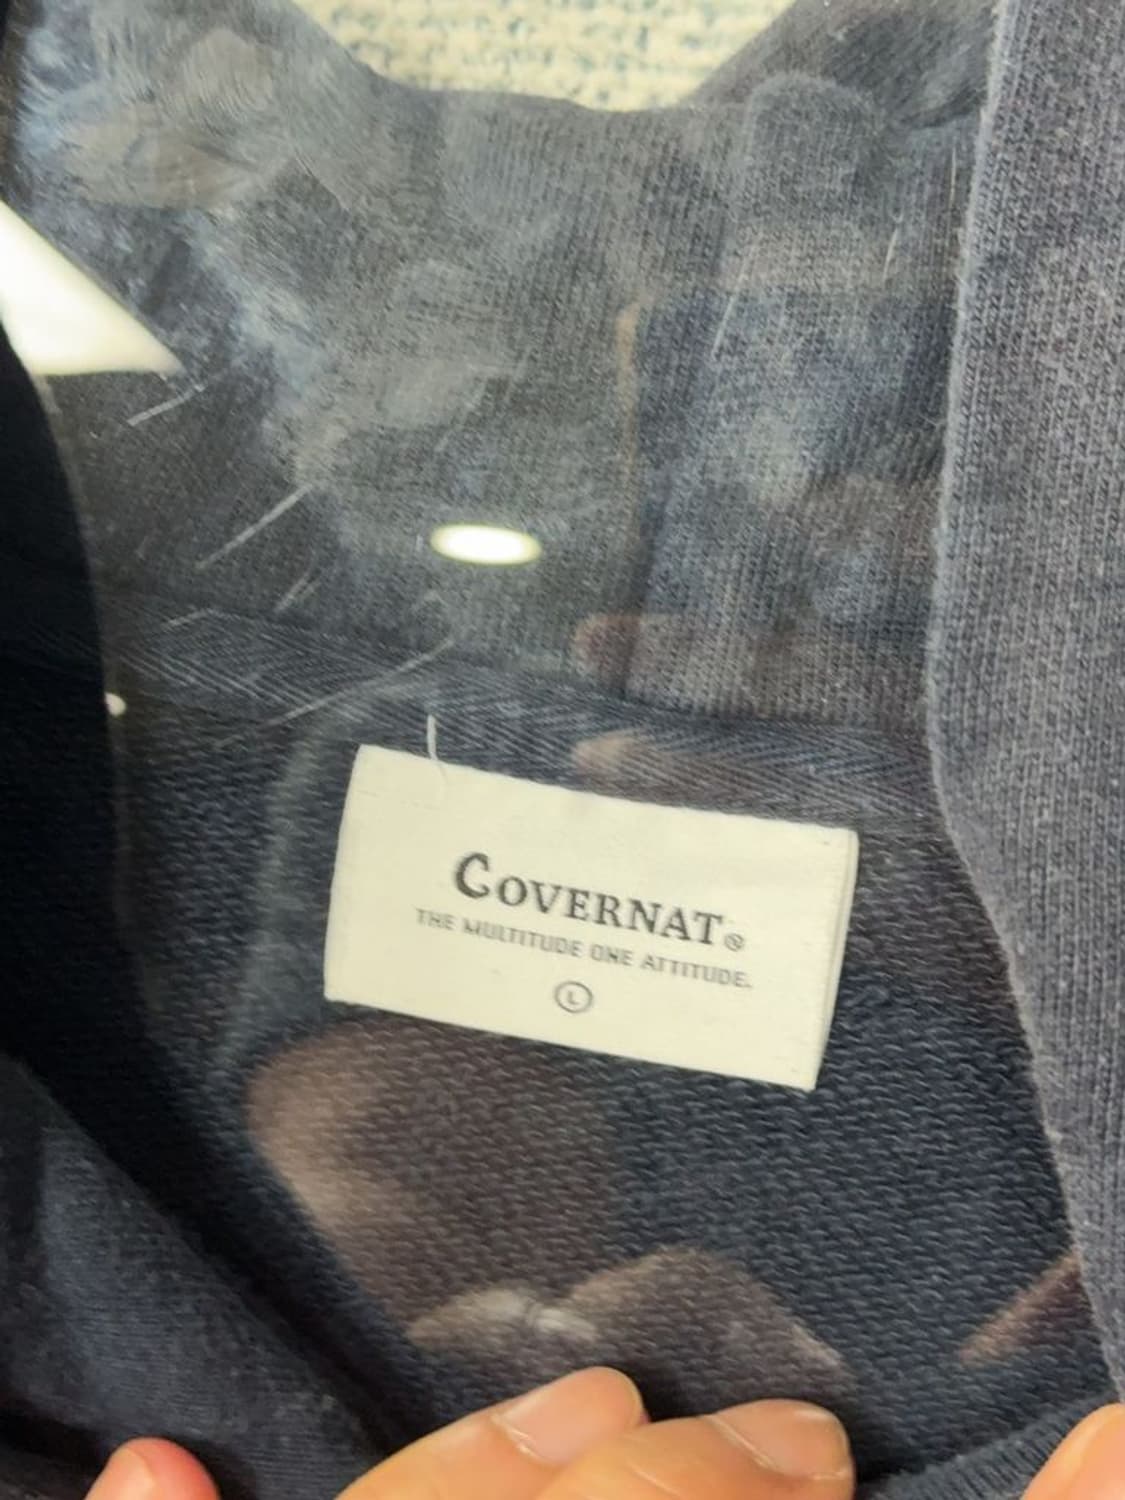 COVERNAT®
THE MULTITUDE ONE ATTITUDE.
L